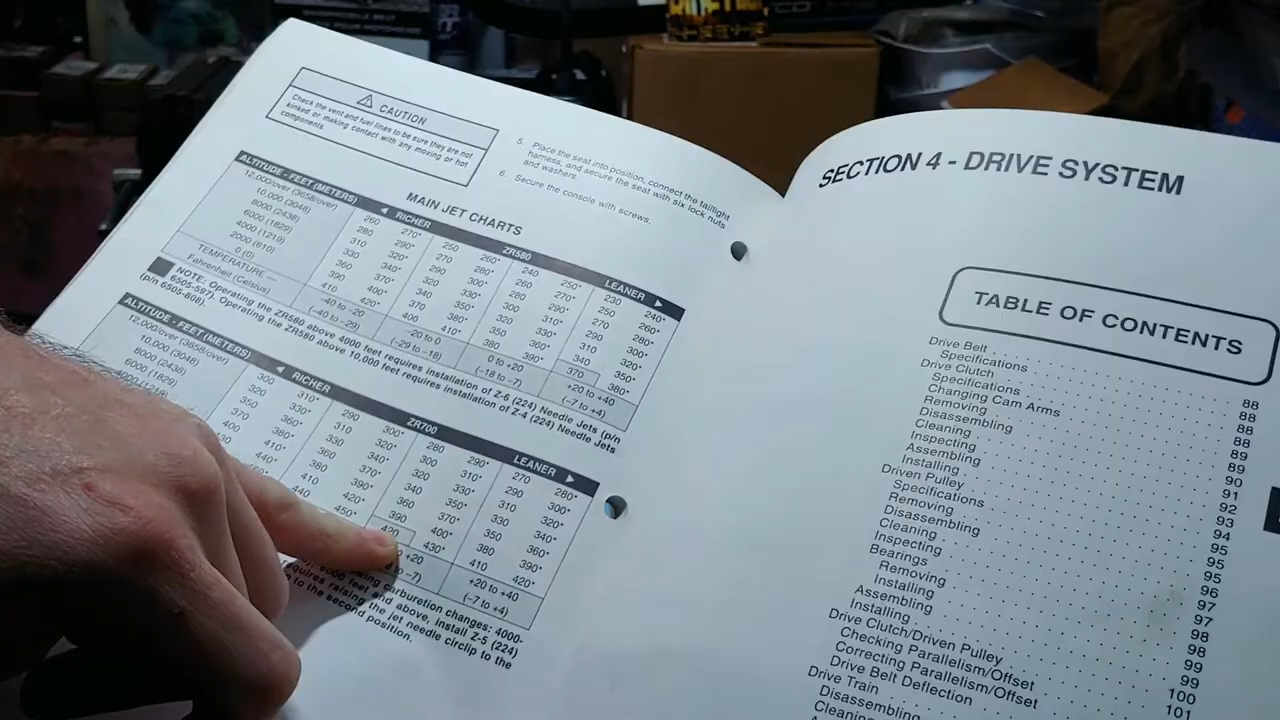 CAUTION
Check the vent and fuel lines to be sure they are not
kinked or making contact with any moving or hot
components.
5. Place the seat into position, connect the taillight
harness, and secure the seat with six lock nuts
and washers.
6. Secure the console with screws.
MAIN JET CHARTS
ALTITUDE - FEET (METERS) ◄ RICHER ZR580 LEANER ►
12,000/over (3658/over) 260 270* 250 260* 240 250* 230 240*
10,000 (3048) 280 290* 270 280* 260 270* 250 260*
8000 (2438) 310 320* 290 300* 280 290* 270 280*
6000 (1829) 330 340* 320 330* 300 310* 290 300*
4000 (1219) 360 370* 340 350* 320 330* 310 320*
2000 (610) 390 400* 370 380* 350 360* 340 350*
0 (0) 410 420* 400 410* 380 390* 370 380*
TEMPERATURE — -40 to -20 -20 to 0 0 to +20 +20 to +40
Fahrenheit (Celsius) (-40 to -29) (-29 to -18) (-18 to -7) (-7 to +4)
NOTE: Operating the ZR580 above 4000 feet requires installation of Z-6 (224) Needle Jets (p/n
6505-597). Operating the ZR580 above 10,000 feet requires installation of Z-4 (224) Needle Jets
(p/n 6505-808).
ALTITUDE - FEET (METERS) ◄ RICHER ZR700 LEANER ►
12,000/over (3658/over) 300 310* 290 300* 280 290* 270 280*
10,000 (3048) 320 330* 310 320* 300 310* 290 300*
8000 (2438) 350 360* 330 340* 320 330* 310 320*
6000 (1829) 370 380* 360 370* 340 350* 330 340*
4000 (1219) 400 410* 380 390* 360 370* 350 360*
430 440* 410 420* 390 400* 380 390*
440 450* 420 430* 410 420*
+20 +20 to +40
-7) (-7 to +4)
carburetion changes: 4000-
feet and above, install Z-5 (224)
requires raising the jet needle circlip to the
to the second position.
SECTION 4 - DRIVE SYSTEM
TABLE OF CONTENTS
Drive Belt 88
Specifications 88
Drive Clutch 88
Specifications 88
Changing Cam Arms 89
Removing 89
Disassembling 90
Cleaning 91
Inspecting 92
Assembling 93
Installing 94
Driven Pulley 95
Specifications 95
Removing 95
Disassembling 96
Cleaning 97
Inspecting 97
Bearings 98
Removing 98
Installing 99
Assembling 99
Installing 100
Drive Clutch/Driven Pulley 101
Checking Parallelism/Offset
Correcting Parallelism/Offset
Drive Belt Deflection
Drive Train
Disassembling
Cleaning